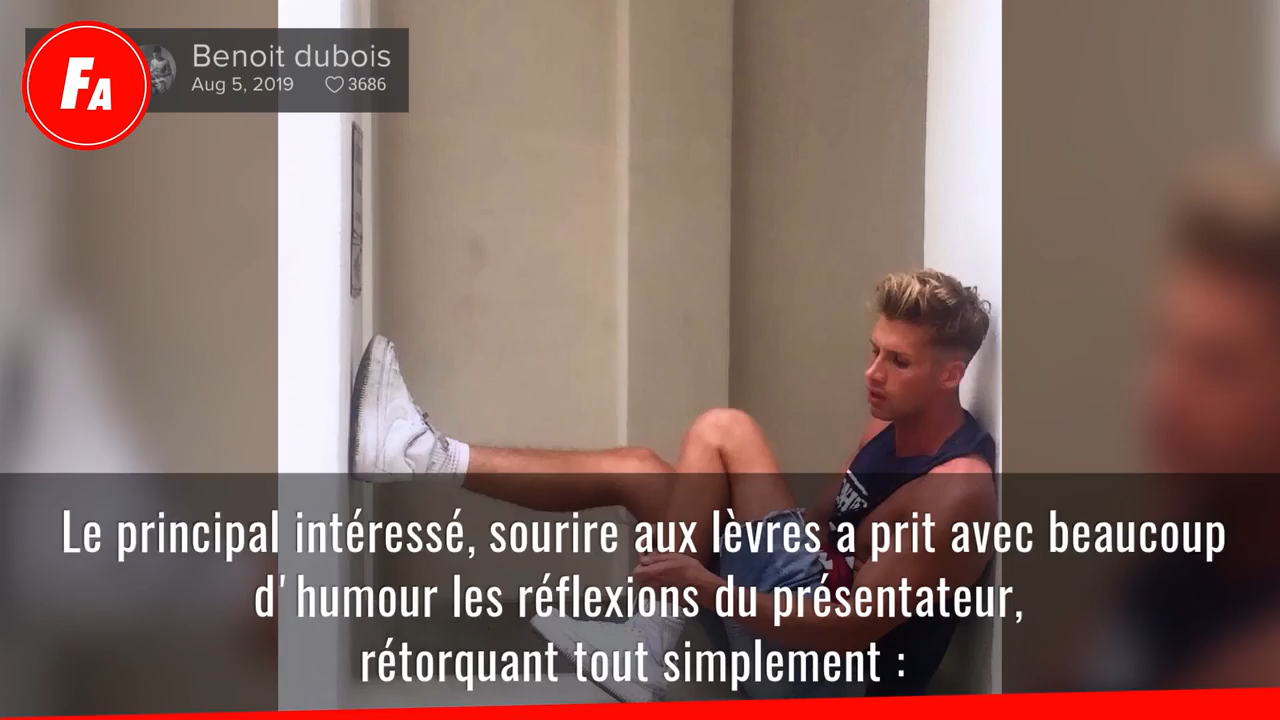 FA
Benoit dubois
Aug 5, 2019 3686
Le principal intéressé, sourire aux lèvres a prit avec beaucoup
d'humour les réflexions du présentateur,
rétorquant tout simplement :